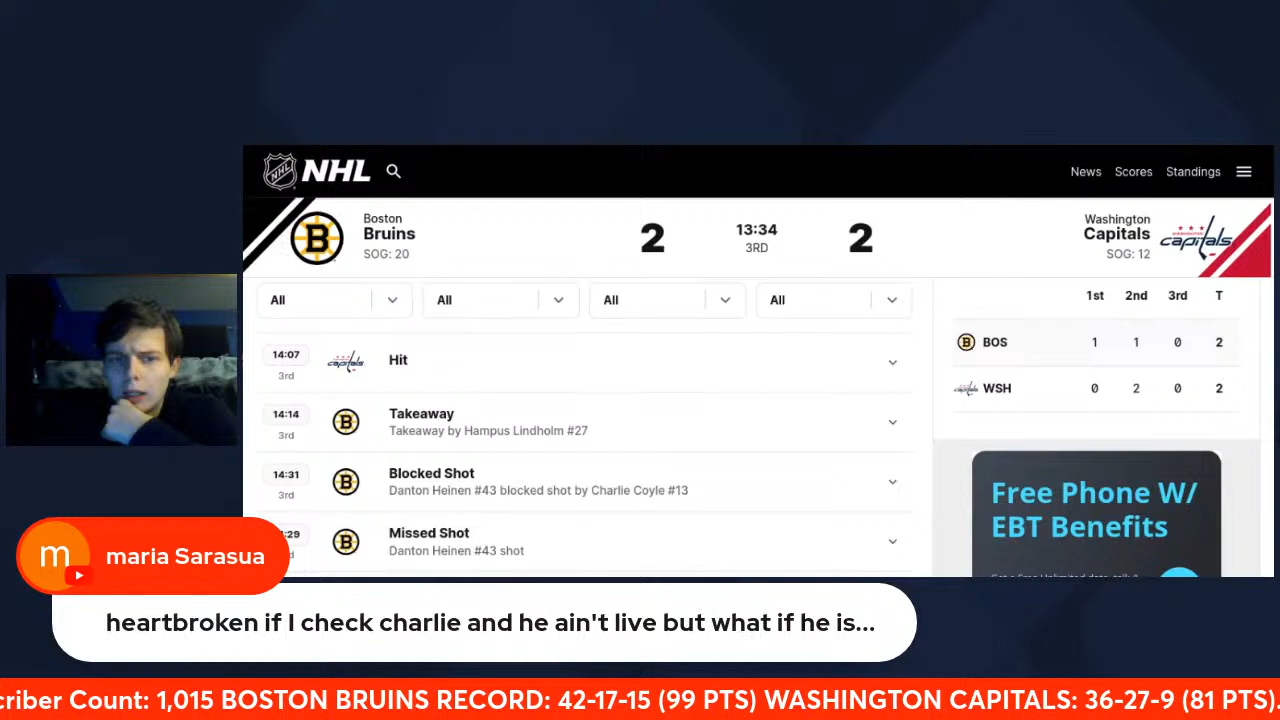 NHL
NHL
News Scores Standings
Boston
Bruins
SOG: 20
2
13:34
3RD
2
Washington
Capitals
SOG: 12
capitals
All All All All
1st 2nd 3rd T
B BOS 1 1 0 2
WSH 0 2 0 2
14:07
3rd
Hit
14:14
3rd
Takeaway
Takeaway by Hampus Lindholm #27
14:31
3rd
Blocked Shot
Danton Heinen #43 blocked shot by Charlie Coyle #13
:29
Missed Shot
Danton Heinen #43 shot
Free Phone W/
EBT Benefits
m
maria Sarasua
heartbroken if I check charlie and he ain't live but what if he is...
criber Count: 1,015 BOSTON BRUINS RECORD: 42-17-15 (99 PTS) WASHINGTON CAPITALS: 36-27-9 (81 PTS).